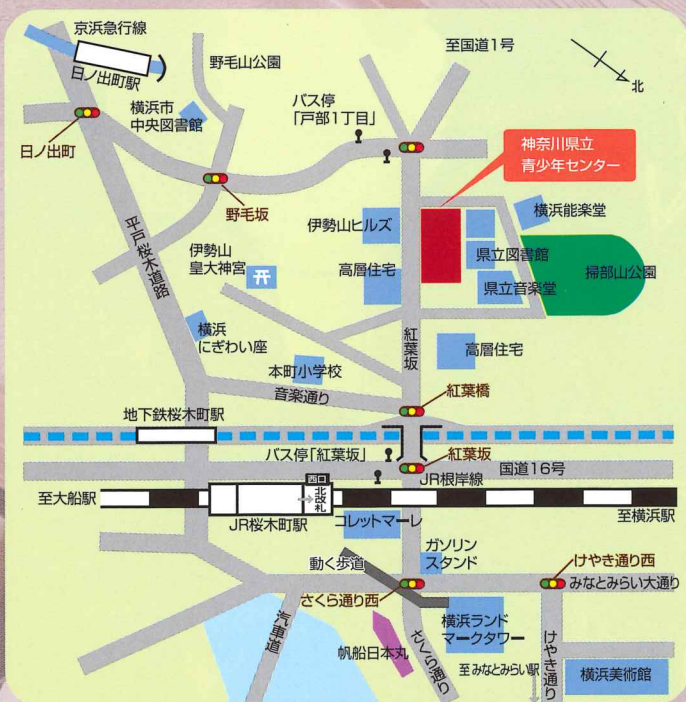 京浜急行線
日ノ出町駅
野毛山公園
至国道1号
北
横浜市
中央図書館
バス停
「戸部1丁目」
日ノ出町
神奈川県立
青少年センター
野毛坂
伊勢山ヒルズ
横浜能楽堂
平戸桜木道路
伊勢山
皇大神宮
県立図書館
高層住宅
県立音楽堂
掃部山公園
横浜
にぎわい座
紅葉坂
本町小学校
高層住宅
音楽通り
紅葉橋
地下鉄桜木町駅
バス停「紅葉坂」
紅葉坂
国道16号
JR根岸線
西口
北改札
至大船駅
至横浜駅
JR桜木町駅
コレットマーレ
動く歩道
ガソリン
スタンド
けやき通り西
さくら通り西
みなとみらい大通り
汽車道
帆船日本丸
さくら通り
横浜ランド
マークタワー
至みなとみらい駅
けやき通り
横浜美術館